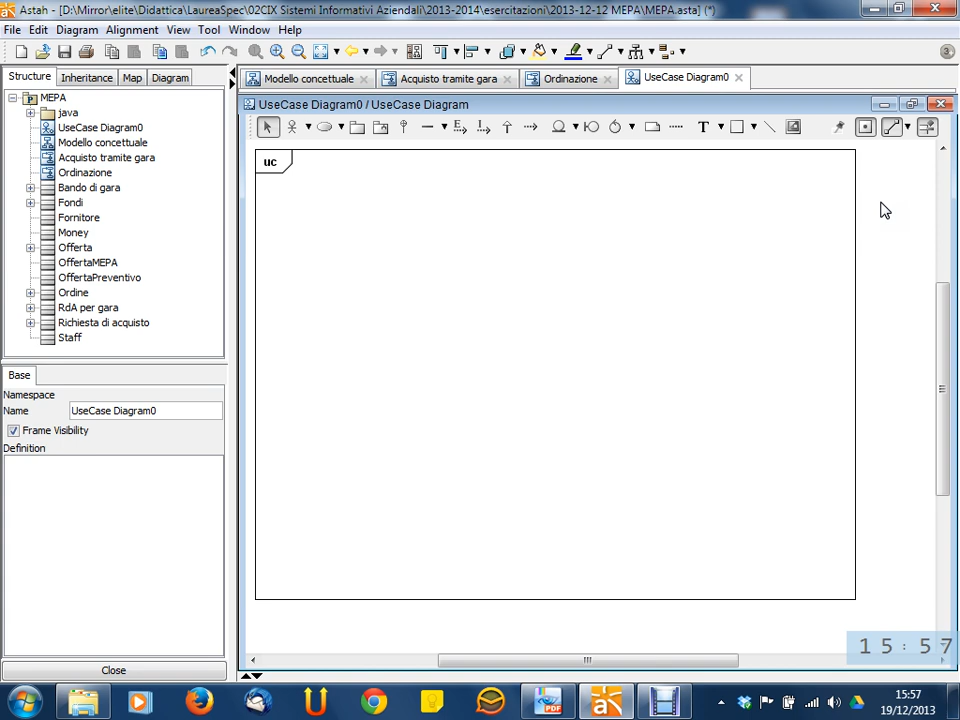 Astah - [D:\Mirror\elite\Didattica\LaureaSpec\02CIX Sistemi Informativi Aziendali\2013-2014\esercitazioni\2013-12-12 MEPA\MEPA.asta] (*)
File Edit Diagram Alignment View Tool Window Help
3
Structure Inheritance Map Diagram
Modello concettuale Acquisto tramite gara Ordinazione UseCase Diagram0
MEPA
java
UseCase Diagram0
Modello concettuale
Acquisto tramite gara
Ordinazione
Bando di gara
Fondi
Fornitore
Money
Offerta
OffertaMEPA
OffertaPreventivo
Ordine
RdA per gara
Richiesta di acquisto
Staff
UseCase Diagram0 / UseCase Diagram
E
I
T
uc
Base
Namespace
Name UseCase Diagram0
Frame Visibility
Definition
Close
15:57
PDF
15:57
19/12/2013